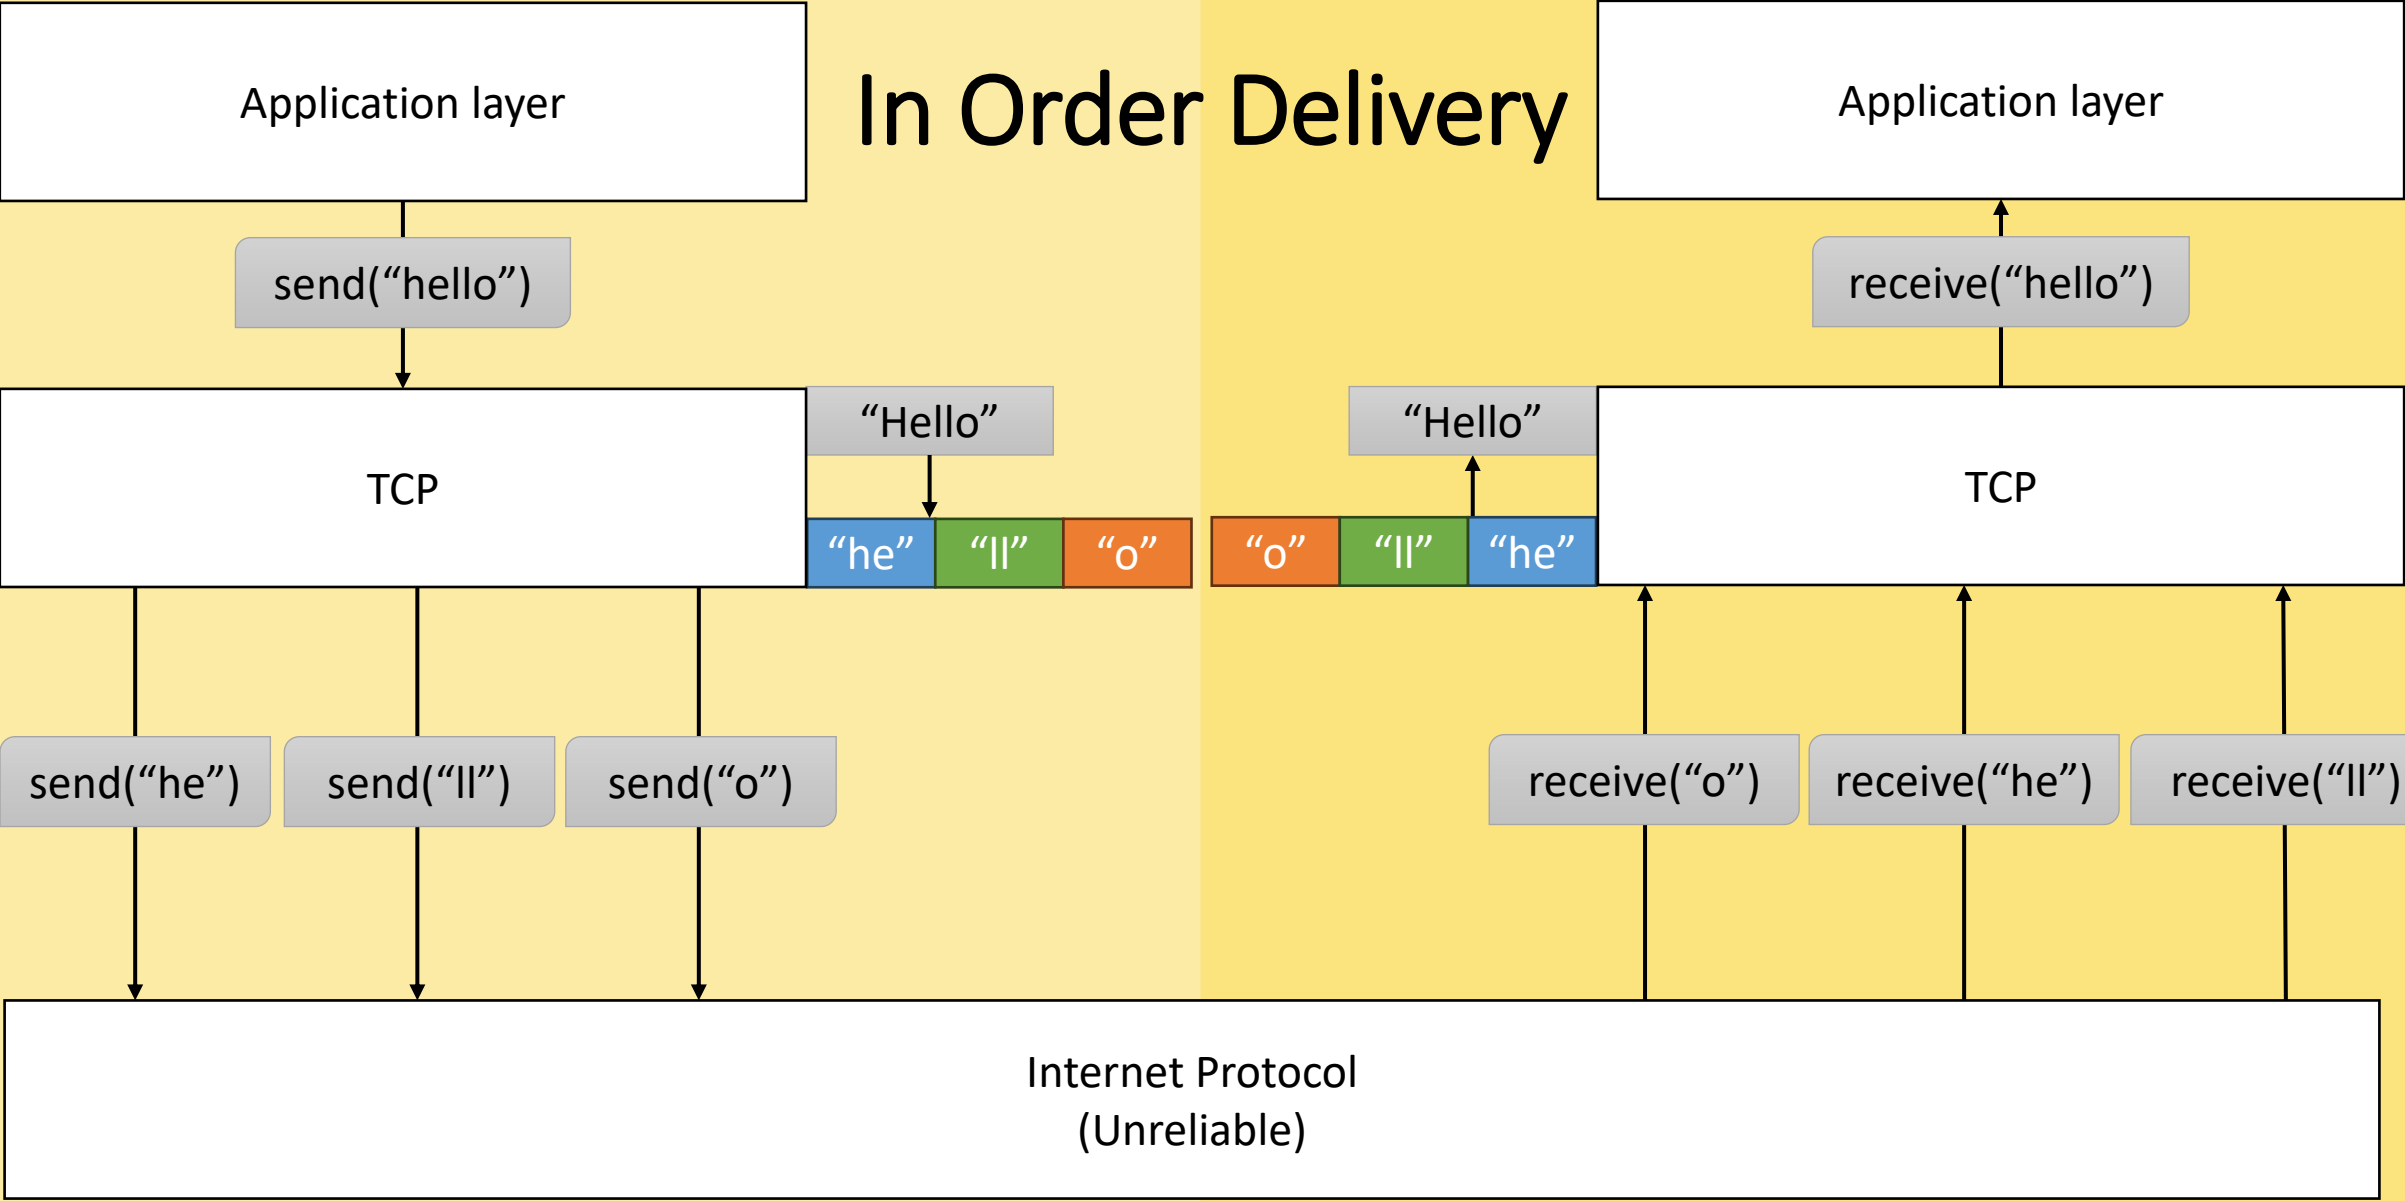 Application layer
In Order Delivery
Application layer
send(“hello”)
receive(“hello”)
“Hello”
“Hello”
TCP
TCP
“he” “ll” “o”
“o” “ll” “he”
send(“he”)
send(“ll”)
send(“o”)
receive(“o”)
receive(“he”)
receive(“ll”)
Internet Protocol
(Unreliable)